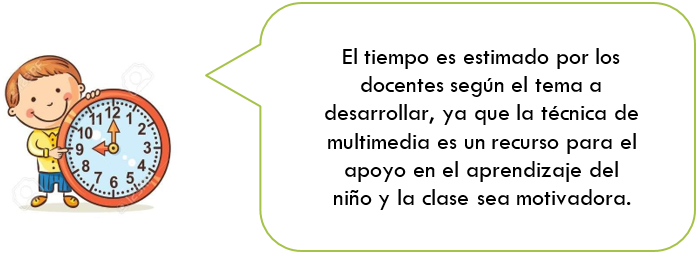 El tiempo es estimado por los
docentes según el tema a
desarrollar, ya que la técnica de
multimedia es un recurso para el
apoyo en el aprendizaje del
niño y la clase sea motivadora.
12
11 1
10 2
9 3
8 4
7 5
6